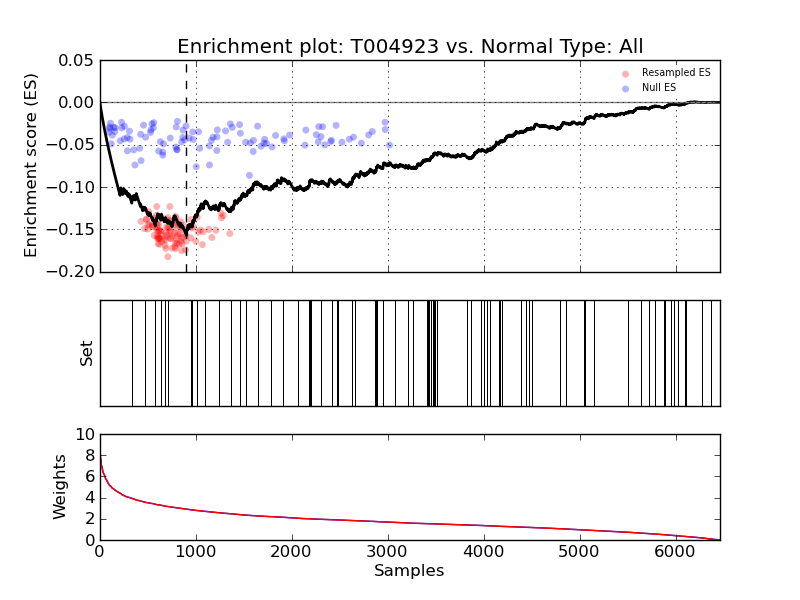 Enrichment plot: T004923 vs. Normal Type: All
Enrichment score (ES)
0.05
0.00
−0.05
−0.10
−0.15
−0.20
Resampled ES
Null ES
Set
Weights
10
8
6
4
2
0
0 1000 2000 3000 4000 5000 6000
Samples